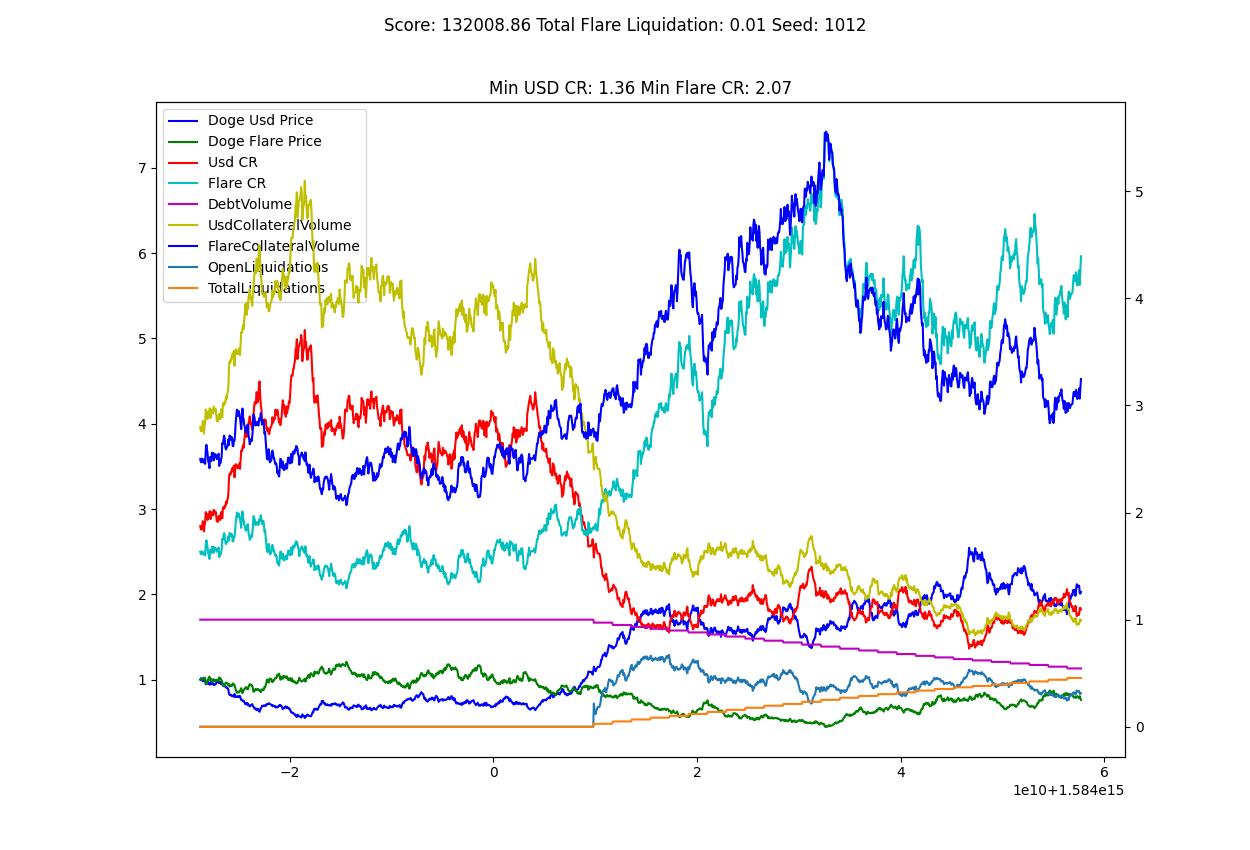 Score: 132008.86 Total Flare Liquidation: 0.01 Seed: 1012
Min USD CR: 1.36 Min Flare CR: 2.07
Doge Usd Price
Doge Flare Price
Usd CR
Flare CR
DebtVolume
UsdCollateralVolume
FlareCollateralVolume
OpenLiquidations
TotalLiquidations
7
6
5
4
3
2
1
5
4
3
2
1
0
−2
0
2
4
6
1e10+1.584e15